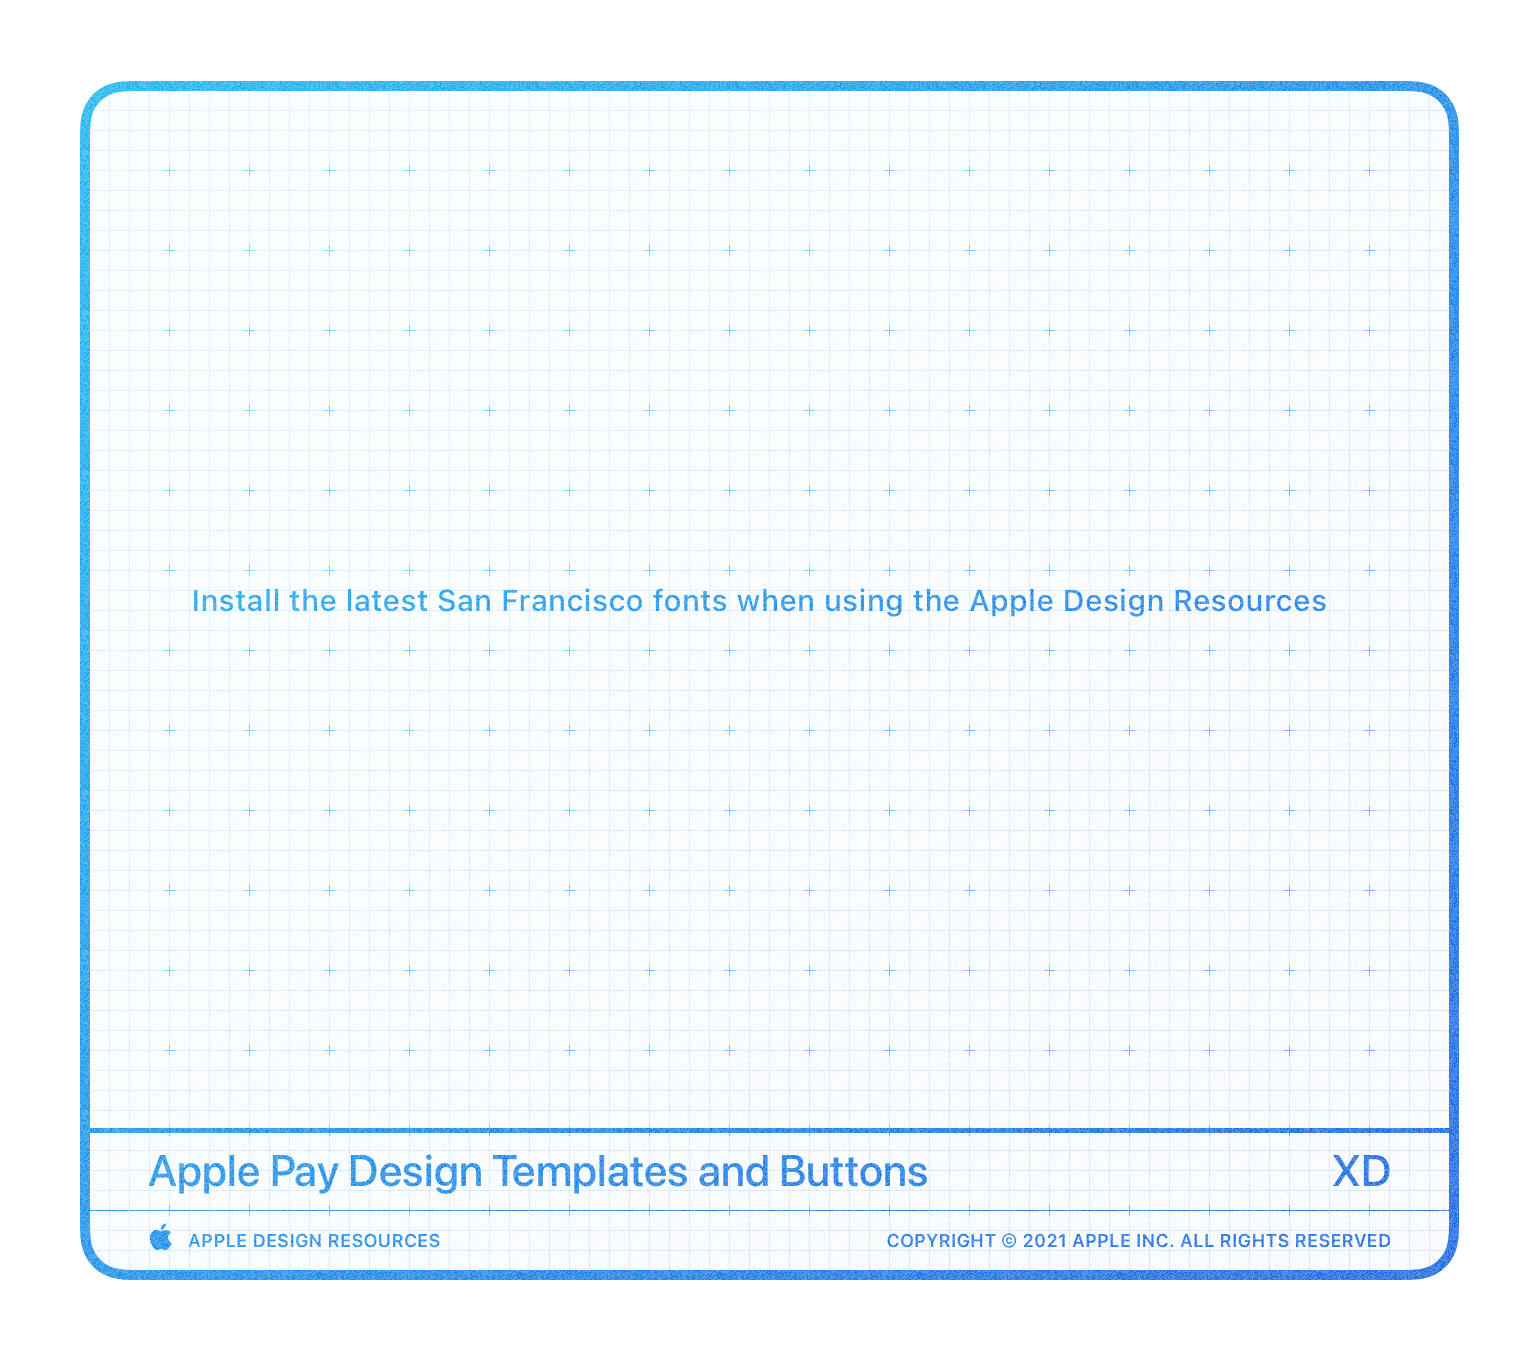 Install the latest San Francisco fonts when using the Apple Design Resources
Apple Pay Design Templates and Buttons
XD
APPLE DESIGN RESOURCES
COPYRIGHT © 2021 APPLE INC. ALL RIGHTS RESERVED